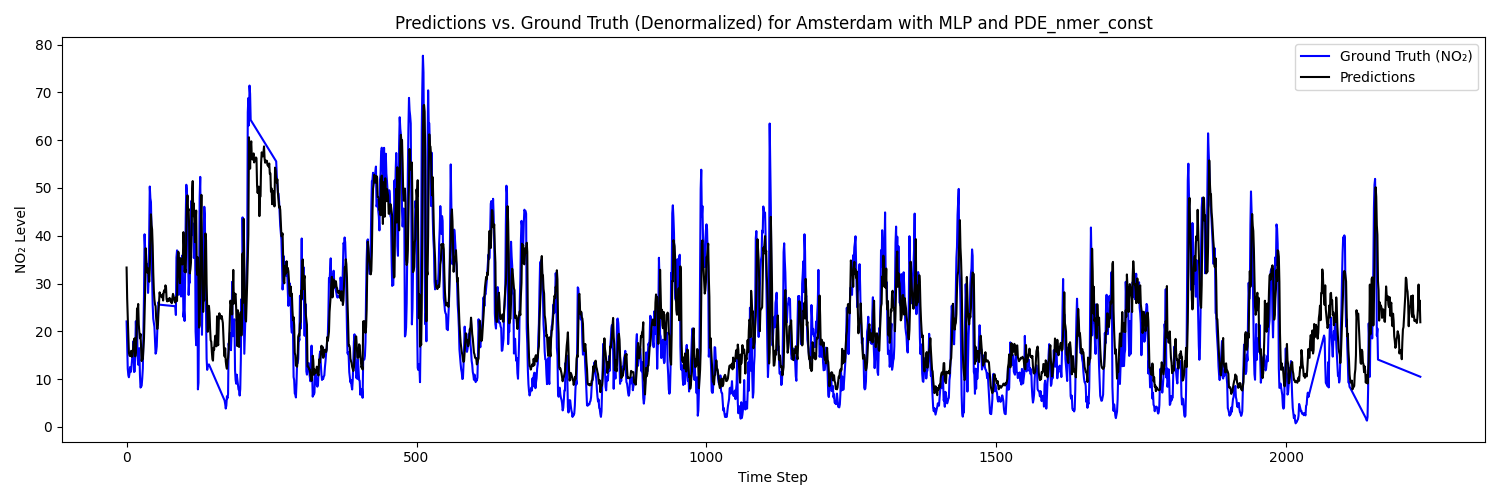 Predictions vs. Ground Truth (Denormalized) for Amsterdam with MLP and PDE_nmer_const
Ground Truth (NO₂)
Predictions
NO₂ Level
80
70
60
50
40
30
20
10
0
0
500
1000
1500
2000
Time Step